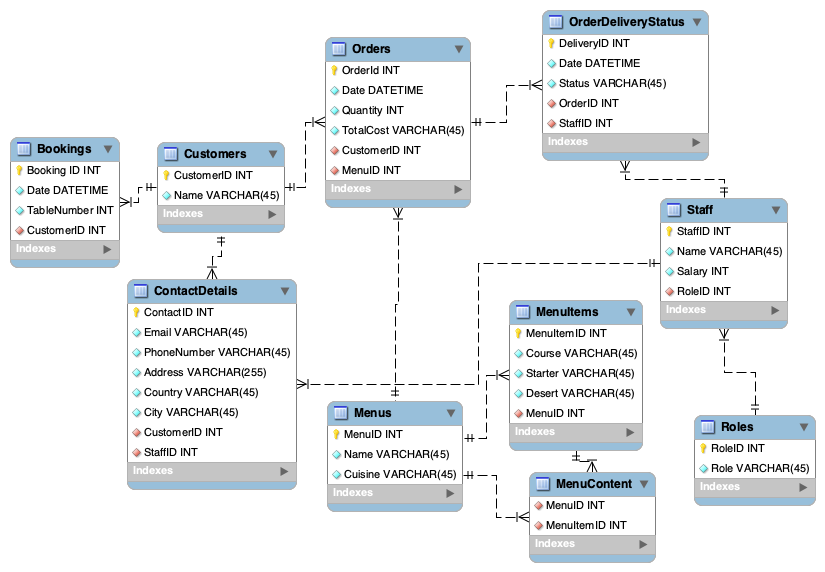 OrderDeliveryStatus
DeliveryID INT
Date DATETIME
Status VARCHAR(45)
OrderID INT
StaffID INT
Indexes
Orders
OrderId INT
Date DATETIME
Quantity INT
TotalCost VARCHAR(45)
CustomerID INT
MenuID INT
Indexes
Bookings
Booking ID INT
Date DATETIME
TableNumber INT
CustomerID INT
Indexes
Customers
CustomerID INT
Name VARCHAR(45)
Indexes
Staff
StaffID INT
Name VARCHAR(45)
Salary INT
RoleID INT
Indexes
ContactDetails
ContactID INT
Email VARCHAR(45)
PhoneNumber VARCHAR(45)
Address VARCHAR(255)
Country VARCHAR(45)
City VARCHAR(45)
CustomerID INT
StaffID INT
Indexes
MenuItems
MenuItemID INT
Course VARCHAR(45)
Starter VARCHAR(45)
Desert VARCHAR(45)
MenuID INT
Indexes
Menus
MenuID INT
Name VARCHAR(45)
Cuisine VARCHAR(45)
Indexes
Roles
RoleID INT
Role VARCHAR(45)
Indexes
MenuContent
MenuID INT
MenuItemID INT
Indexes